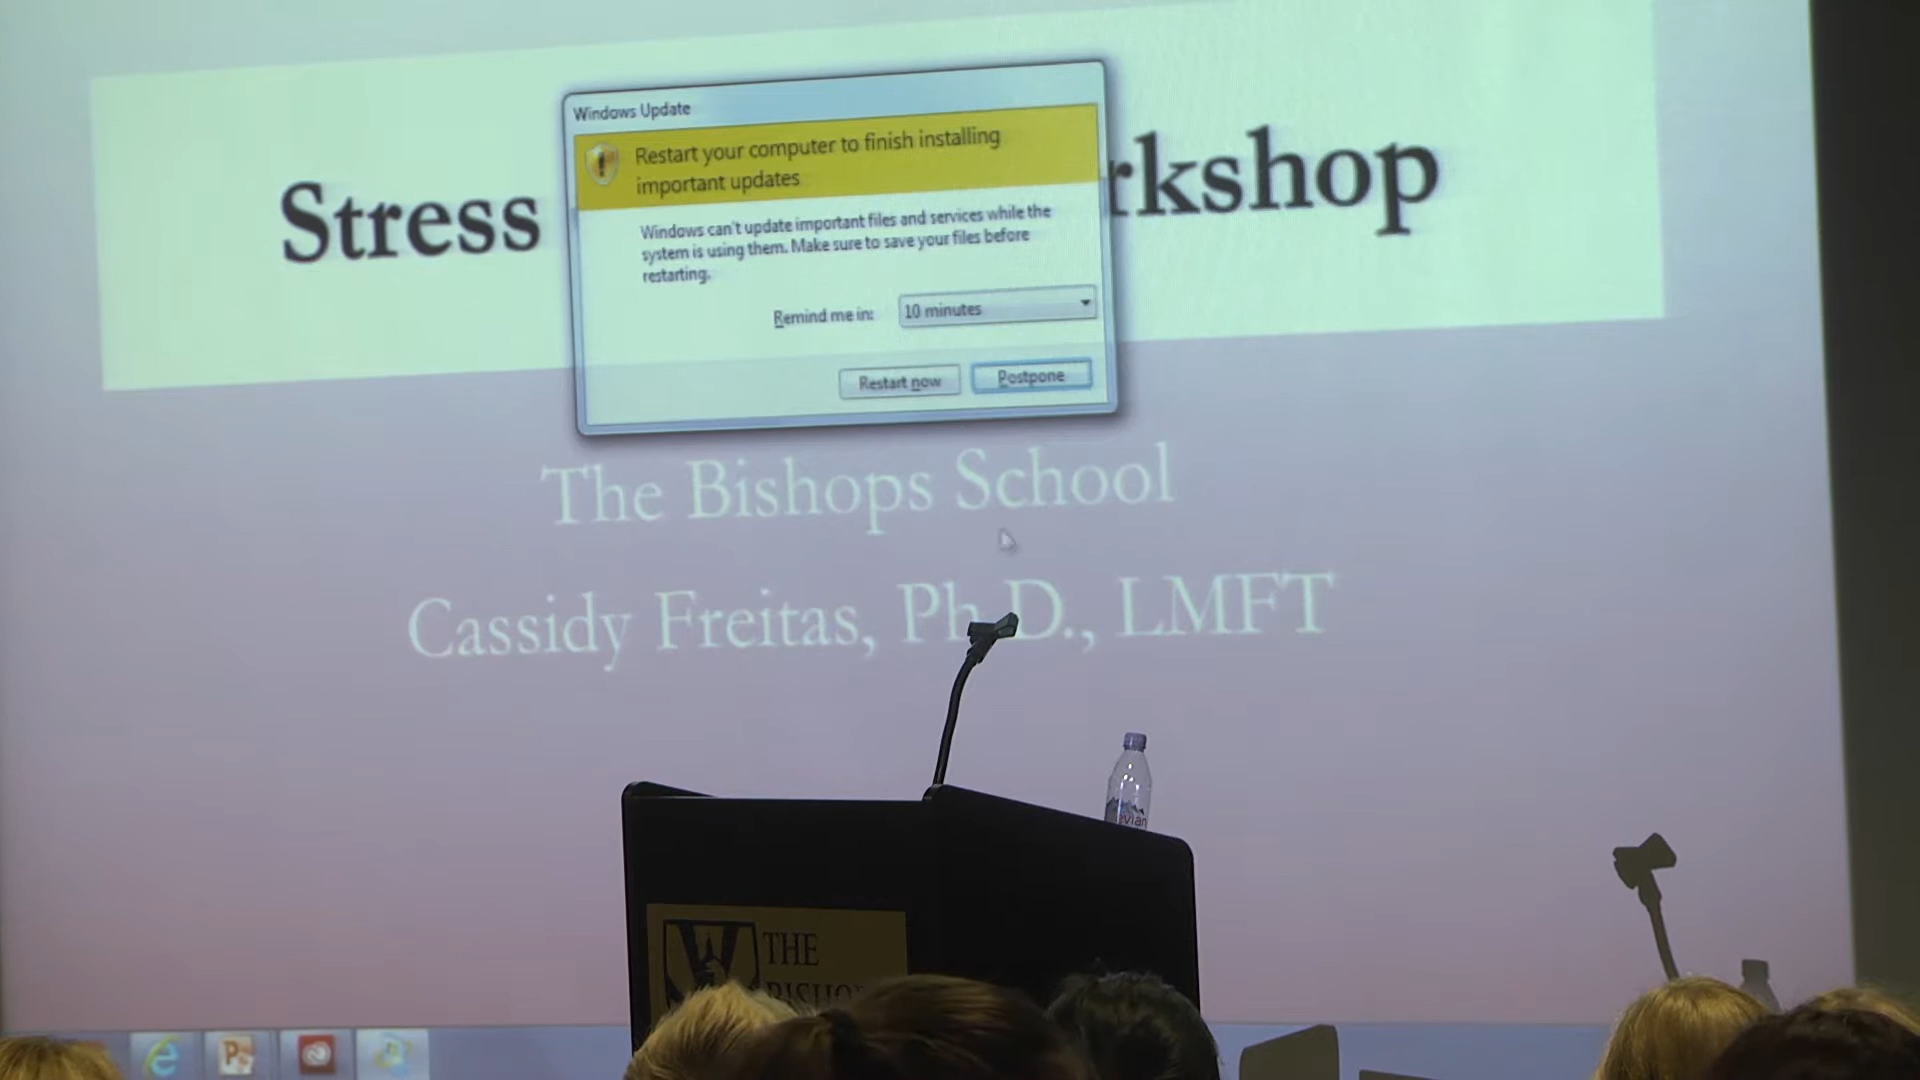 Windows Update
Restart your computer to finish installing
important updates
Windows can't update important files and services while the
system is using them. Make sure to save your files before
restarting.
Remind me in: 10 minutes
Restart now Postpone
Stress rkshop
The Bishops School
Cassidy Freitas, Ph.D., LMFT
evian
THE
BISHO